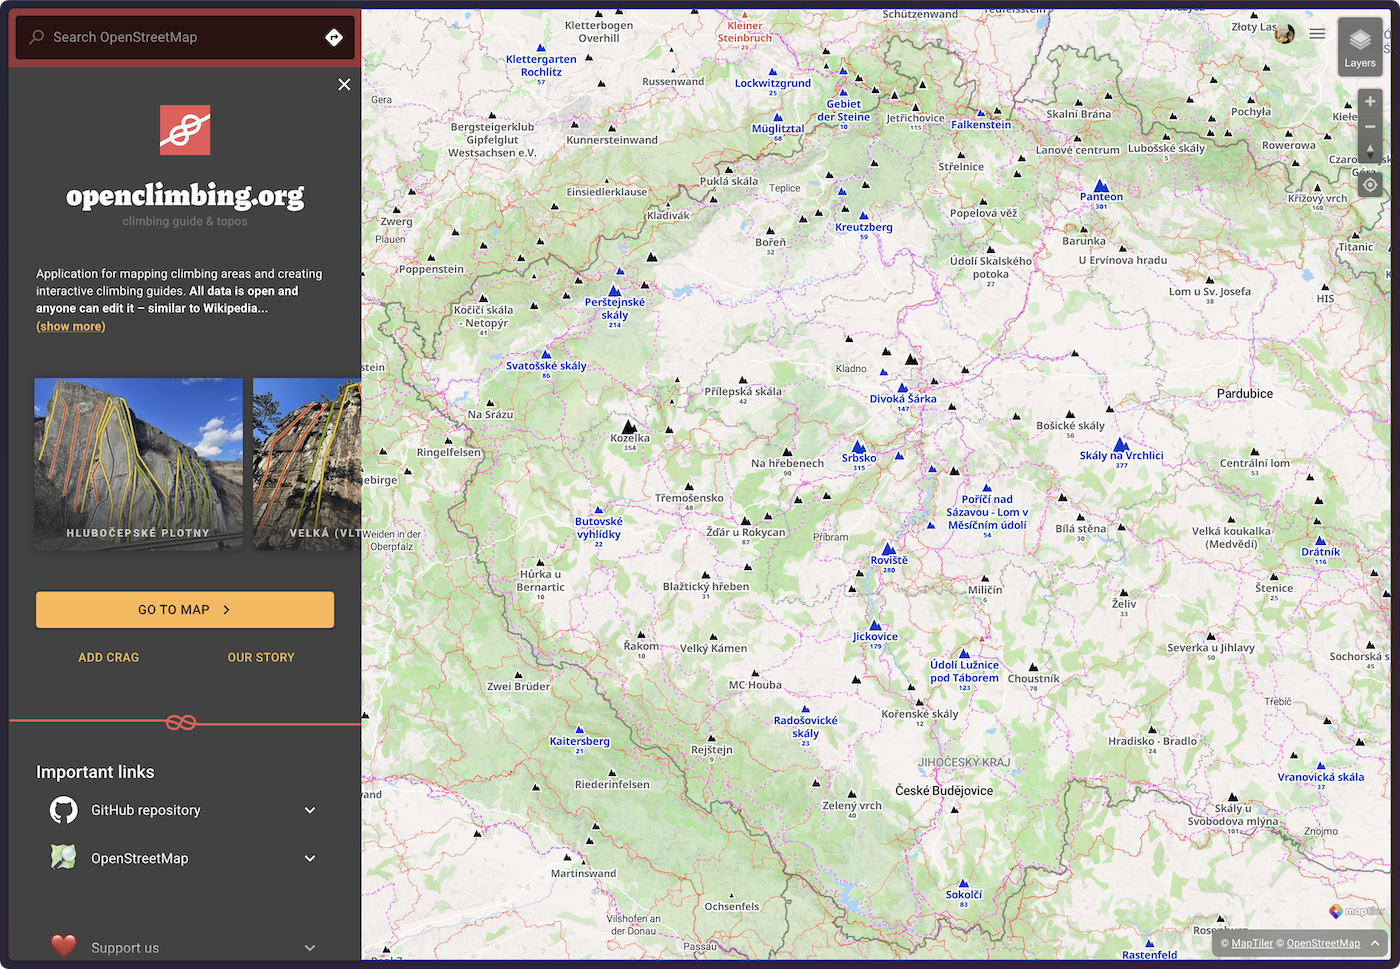 Search OpenStreetMap
openclimbing.org
climbing guide & topos
Application for mapping climbing areas and creating
interactive climbing guides. All data is open and
anyone can edit it – similar to Wikipedia...
(show more)
HLUBOČEPSKÉ PLOTNY
VELKÁ (VLT
GO TO MAP
ADD CRAG
OUR STORY
Important links
GitHub repository
OpenStreetMap
Support us
Kletterbogen
Overhill
Kleiner
Steinbruch
29
Schützenwand
Złoty Las
Layers
Klettergarten
Rochlitz
57
Russenwand
Lockwitzgrund
25
Gera
Gebiet
der Steine
10
Jetřichovice
115
Falkenstein
Skalní Brána
Pochyła
Bergsteigerklub
Gipfelglut
Westsachsen e.V.
Kunnersteinwand
Müglitztal
68
Lanové centrum
Lubošské skály
5
Rowerowa
Střelnice
Puklá skála
Teplice
Einsiedlerklause
Panteon
301
Křížový vrch
160
Zwerg
Plauen
Kladivák
Kreutzberg
59
Popelová věž
Bořeň
32
Barunka
U Ervínova hradu
Titanic
Poppenstein
Údolí Skalského
potoka
27
Lom u Sv. Josefa
38
HIS
Perštejnské
skály
214
Kočičí skála
- Netopýr
41
Svatošské skály
86
Kladno
Přílepská skála
42
Divoká Šárka
147
Pardubice
Na Srázu
Bošické skály
56
Kozelka
354
Ringelfelsen
Srbsko
315
Na hřebenech
90
Skály na Vrchlici
377
Centrální lom
53
Třemošensko
48
Poříčí nad
Sázavou - Lom v
Měsíčním údolí
54
Butovské
vyhlídky
22
Žďár u Rokycan
87
Příbram
Bílá stěna
30
Velká koukalka
(Medvědí)
Drátník
116
Weiden in der
Oberpfalz
Roviště
280
Hůrka u
Bernartic
10
Blažtický hřeben
31
Miličín
6
Želiv
33
Štenice
25
Řakom
10
Velký Kámen
Jickovice
179
Severka u Jihlavy
50
Sochorská s
45
Údolí Lužnice
pod Táborem
123
Choustník
78
Zwei Brüder
MC Houba
Třebíč
Kořenské skály
12
Radošovické
skály
23
Kaitersberg
21
Rejštejn
9
Hradisko - Bradlo
24
JIHOČESKÝ KRAJ
Riederinfelsen
České Budějovice
Vranovická skála
37
Zelený vrch
40
Skály u
Svobodova mlýna
101
Znojmo
Martinswand
Sokolčí
83
Ochsenfels
Vilshofen an
der Donau
Passau
maptiler
Rastenfeld
© MapTiler © OpenStreetMap